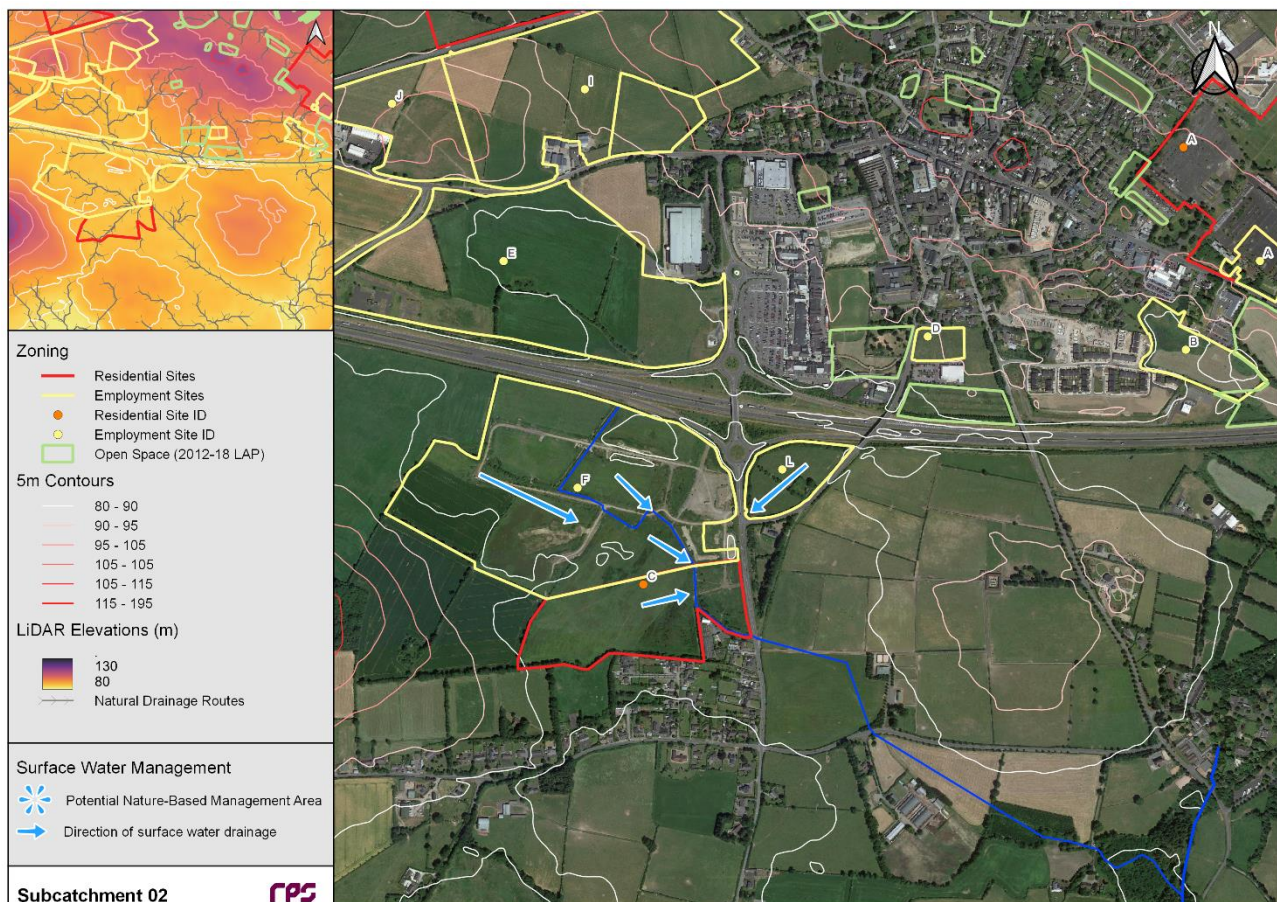 Zoning
Residential Sites
Employment Sites
Residential Site ID
Employment Site ID
Open Space (2012-18 LAP)
5m Contours
80 - 90
90 - 95
95 - 105
105 - 105
105 - 115
115 - 195
LiDAR Elevations (m)
130
80
Natural Drainage Routes
Surface Water Management
Potential Nature-Based Management Area
Direction of surface water drainage
Subcatchment 02
rps
N
J
I
A
E
A
D
B
L
F
C